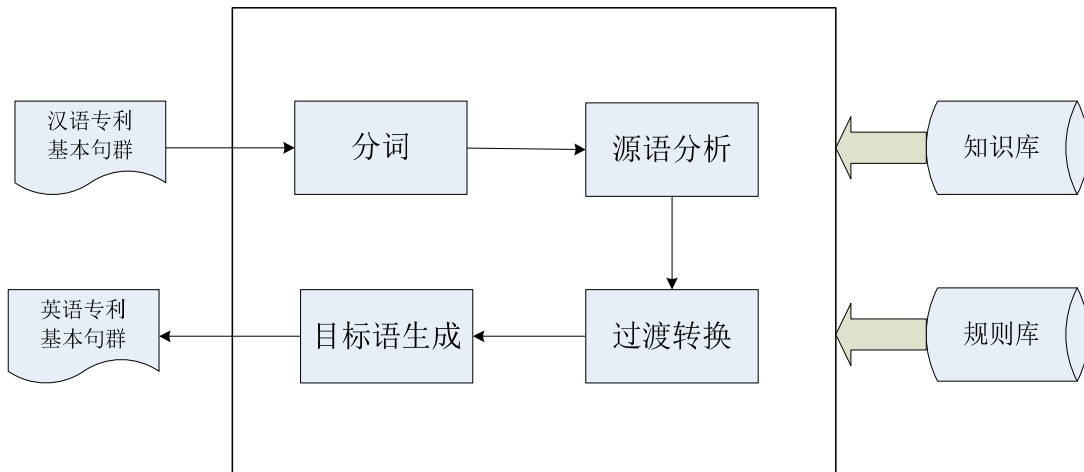 汉语专利
基本句群
分词
源语分析
知识库
英语专利
基本句群
目标语生成
过渡转换
规则库